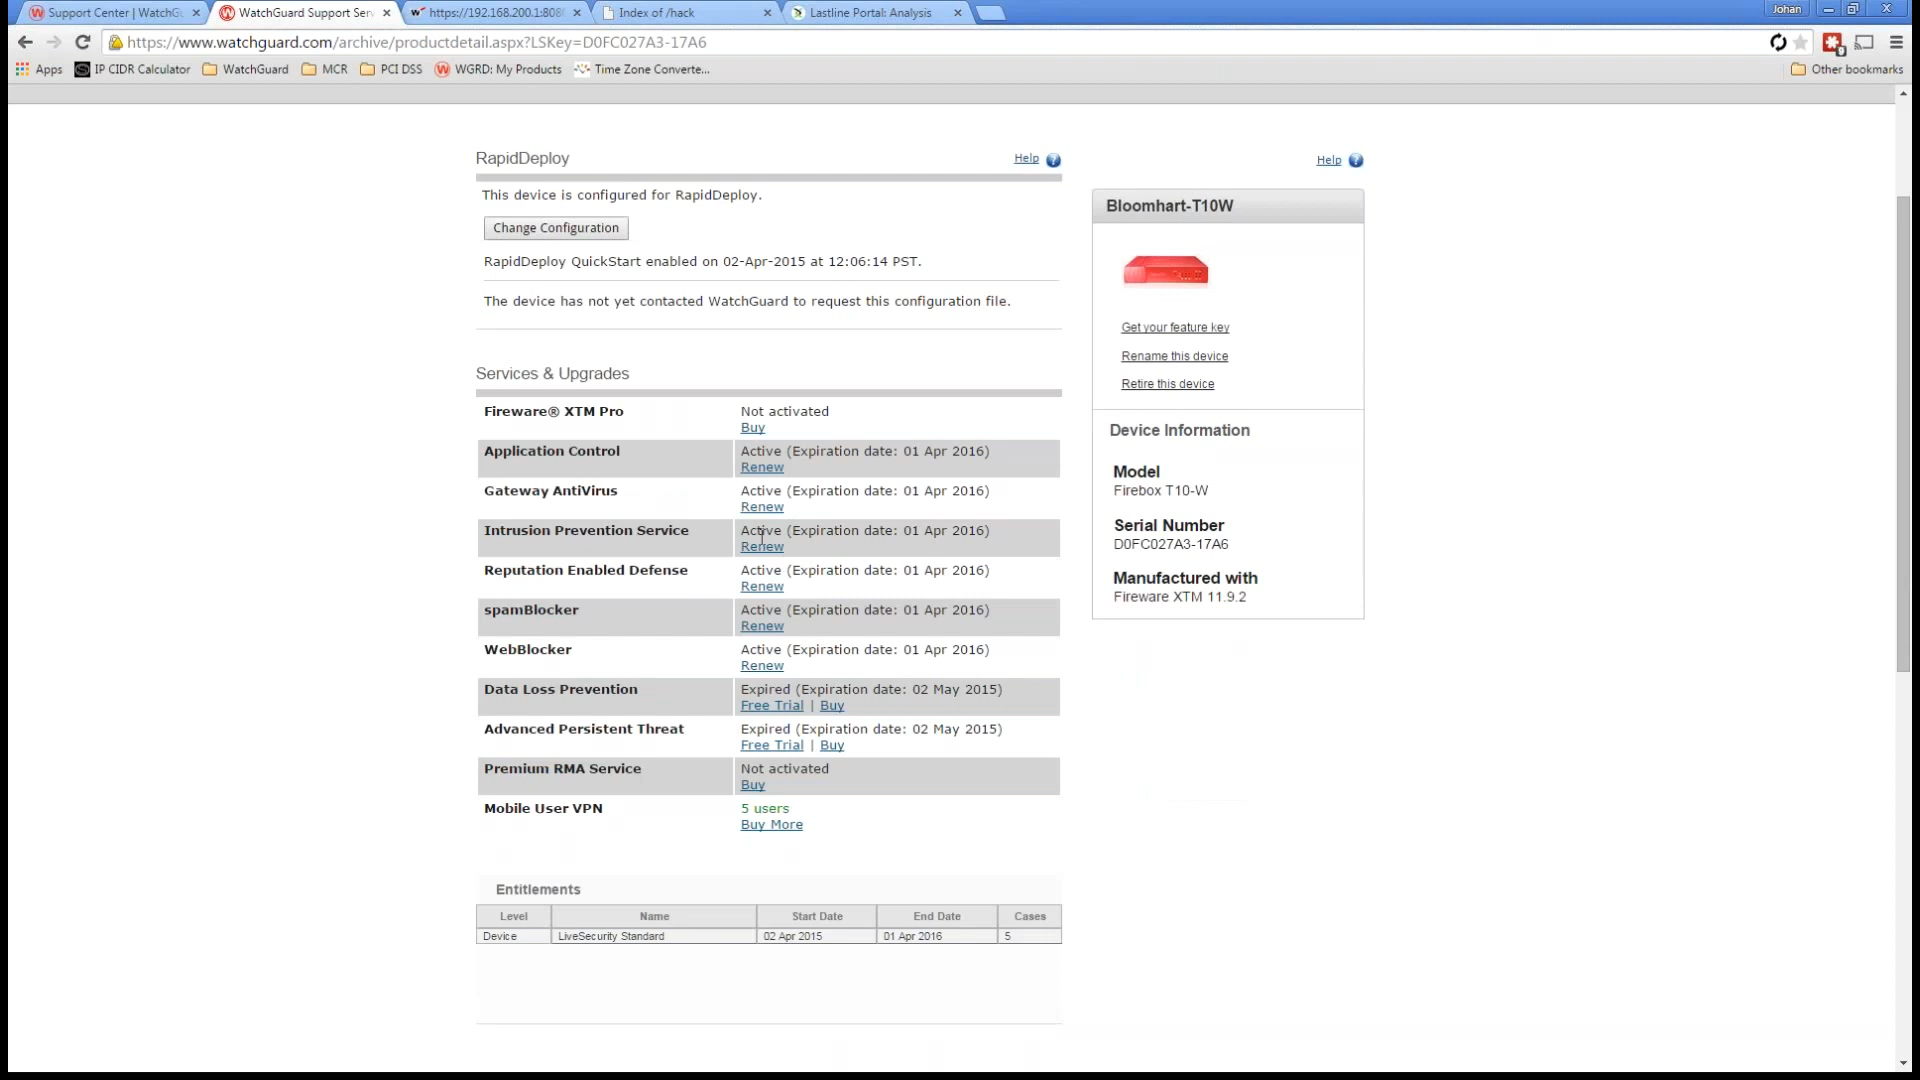 Support Center | WatchGu
WatchGuard Support Serv
https://192.168.200.1:8080
Index of /hack
Lastline Portal: Analysis
Johan
https://www.watchguard.com/archive/productdetail.aspx?LSKey=D0FC027A3-17A6
Apps
IP CIDR Calculator
WatchGuard
MCR
PCI DSS
WGRD: My Products
Time Zone Converte...
Other bookmarks
RapidDeploy
Help
This device is configured for RapidDeploy.
Change Configuration
RapidDeploy QuickStart enabled on 02-Apr-2015 at 12:06:14 PST.
The device has not yet contacted WatchGuard to request this configuration file.
Services & Upgrades
Fireware® XTM Pro
Not activated
Buy
Application Control
Active (Expiration date: 01 Apr 2016)
Renew
Gateway AntiVirus
Active (Expiration date: 01 Apr 2016)
Renew
Intrusion Prevention Service
Active (Expiration date: 01 Apr 2016)
Renew
Reputation Enabled Defense
Active (Expiration date: 01 Apr 2016)
Renew
spamBlocker
Active (Expiration date: 01 Apr 2016)
Renew
WebBlocker
Active (Expiration date: 01 Apr 2016)
Renew
Data Loss Prevention
Expired (Expiration date: 02 May 2015)
Free Trial | Buy
Advanced Persistent Threat
Expired (Expiration date: 02 May 2015)
Free Trial | Buy
Premium RMA Service
Not activated
Buy
Mobile User VPN
5 users
Buy More
Entitlements
Level Name Start Date End Date Cases
Device LiveSecurity Standard 02 Apr 2015 01 Apr 2016 5
Help
Bloomhart-T10W
Get your feature key
Rename this device
Retire this device
Device Information
Model
Firebox T10-W
Serial Number
D0FC027A3-17A6
Manufactured with
Fireware XTM 11.9.2